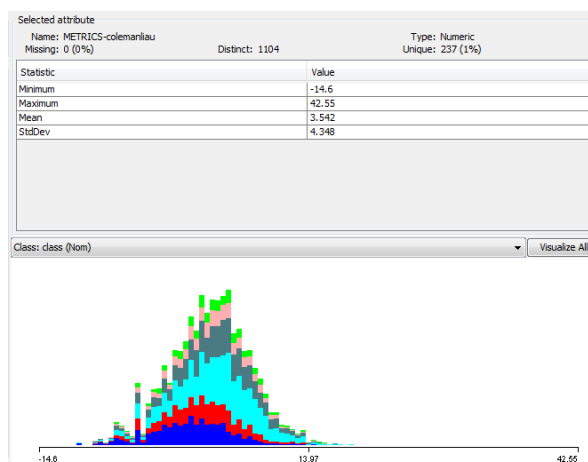 Selected attribute
Name: METRICS-colemanliau Type: Numeric
Missing: 0 (0%) Distinct: 1104 Unique: 237 (1%)
Statistic Value
Minimum -14.6
Maximum 42.55
Mean 3.542
StdDev 4.348
Class: class (Nom) Visualize All
-14.6 13.97 42.55